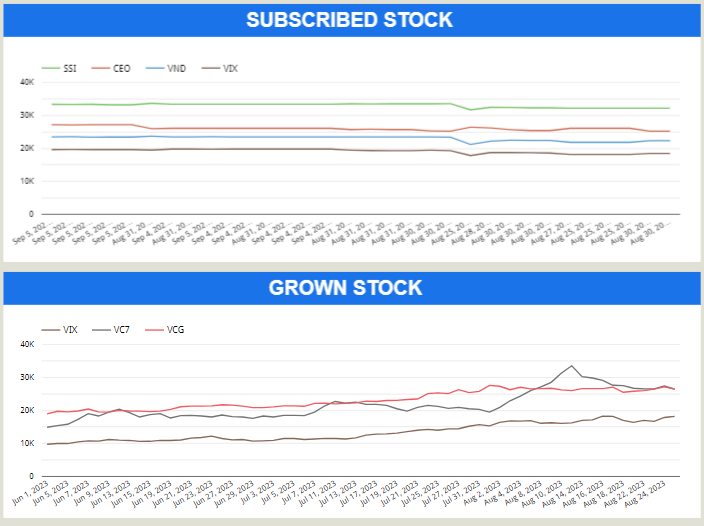 SUBSCRIBED STOCK
SSI CEO VND VIX
40K
30K
20K
10K
0
Sep 5, 202... Sep 5, 202... Sep 5, 202... Sep 5, 202... Sep 5, 202... Aug 31, 20... Sep 4, 202... Aug 31, 20... Sep 4, 202... Sep 4, 202... Aug 31, 20... Sep 4, 202... Sep 4, 202... Sep 4, 202... Aug 31, 20... Aug 31, 20... Aug 31, 20... Aug 31, 20... Aug 30, 20... Aug 30, 20... Aug 25, 20... Aug 28, 20... Aug 30, 20... Aug 30, 20... Aug 30, 20... Aug 27, 20... Aug 25, 20... Aug 25, 20... Aug 25, 20... Aug 25, 20... Aug 30, 20... Aug 30, 20...
GROWN STOCK
VIX VC7 VCG
40K
30K
20K
10K
0
Jun 1, 2023 Jun 5, 2023 Jun 7, 2023 Jun 9, 2023 Jun 13, 2023 Jun 15, 2023 Jun 19, 2023 Jun 21, 2023 Jun 23, 2023 Jun 27, 2023 Jun 29, 2023 Jul 3, 2023 Jul 5, 2023 Jul 7, 2023 Jul 11, 2023 Jul 13, 2023 Jul 17, 2023 Jul 19, 2023 Jul 21, 2023 Jul 25, 2023 Jul 27, 2023 Jul 31, 2023 Aug 2, 2023 Aug 4, 2023 Aug 8, 2023 Aug 10, 2023 Aug 14, 2023 Aug 16, 2023 Aug 18, 2023 Aug 22, 2023 Aug 24, 2023